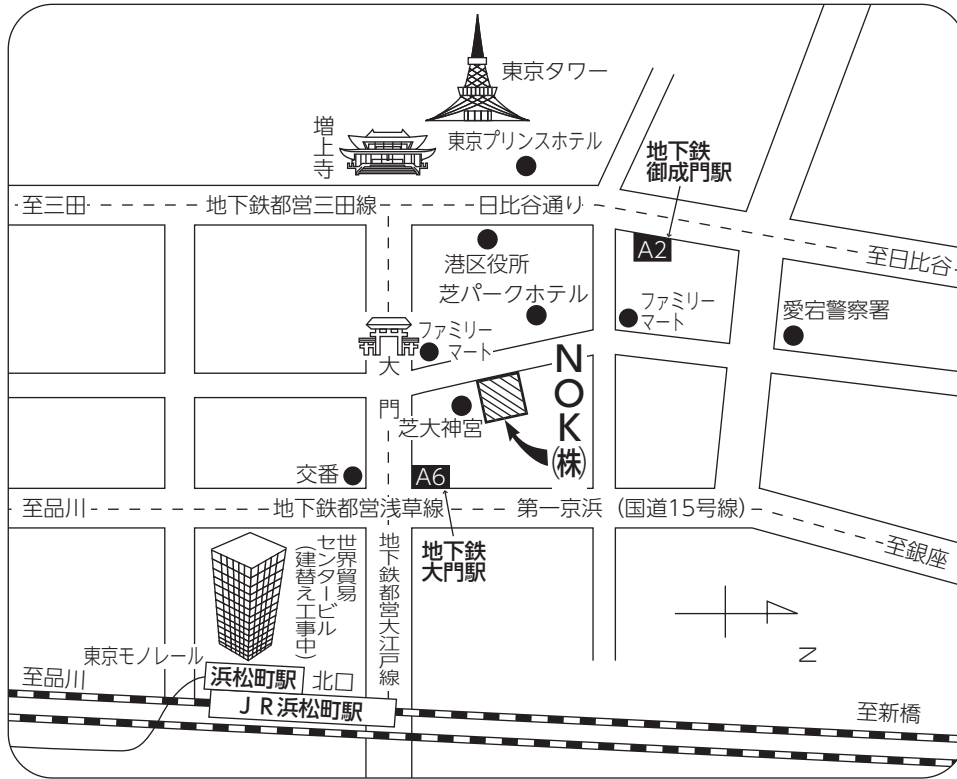 東京タワー
増上寺
東京プリンスホテル
地下鉄
御成門駅
至三田
地下鉄都営三田線
日比谷通り
至日比谷
A2
港区役所
芝パークホテル
ファミリー
マート
愛宕警察署
ファミリー
マート
大門
NOK(株)
芝大神宮
交番
A6
至品川
地下鉄都営浅草線
第一京浜 (国道15号線)
至銀座
地下鉄
大門駅
世界貿易
センタービル
(建替え工事中)
地下鉄都営大江戸線
N
東京モノレール
浜松町駅
北口
至品川
JR浜松町駅
至新橋